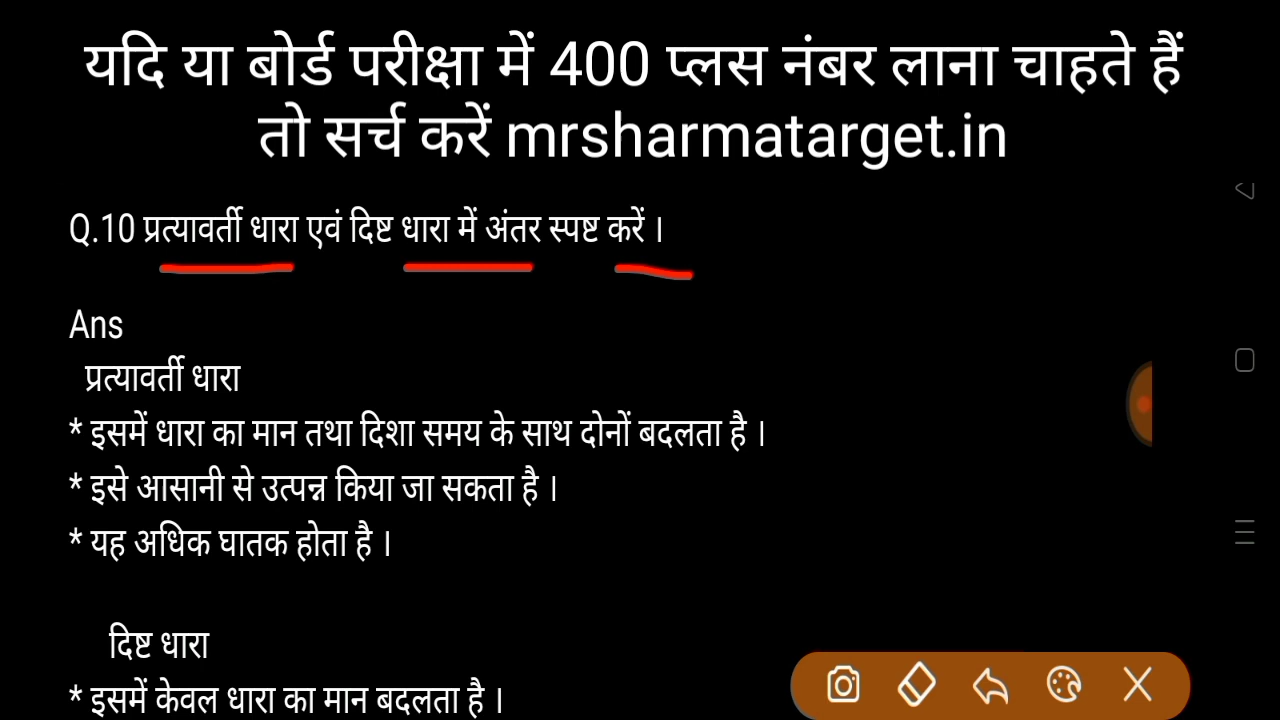 यदि या बोर्ड परीक्षा में 400 प्लस नंबर लाना चाहते हैं
तो सर्च करें mrsharmatarget.in
Q.10 प्रत्यावर्ती धारा एवं दिष्ट धारा में अंतर स्पष्ट करें ।
Ans
प्रत्यावर्ती धारा
* इसमें धारा का मान तथा दिशा समय के साथ दोनों बदलता है ।
* इसे आसानी से उत्पन्न किया जा सकता है ।
* यह अधिक घातक होता है ।
दिष्ट धारा
* इसमें केवल धारा का मान बदलता है ।